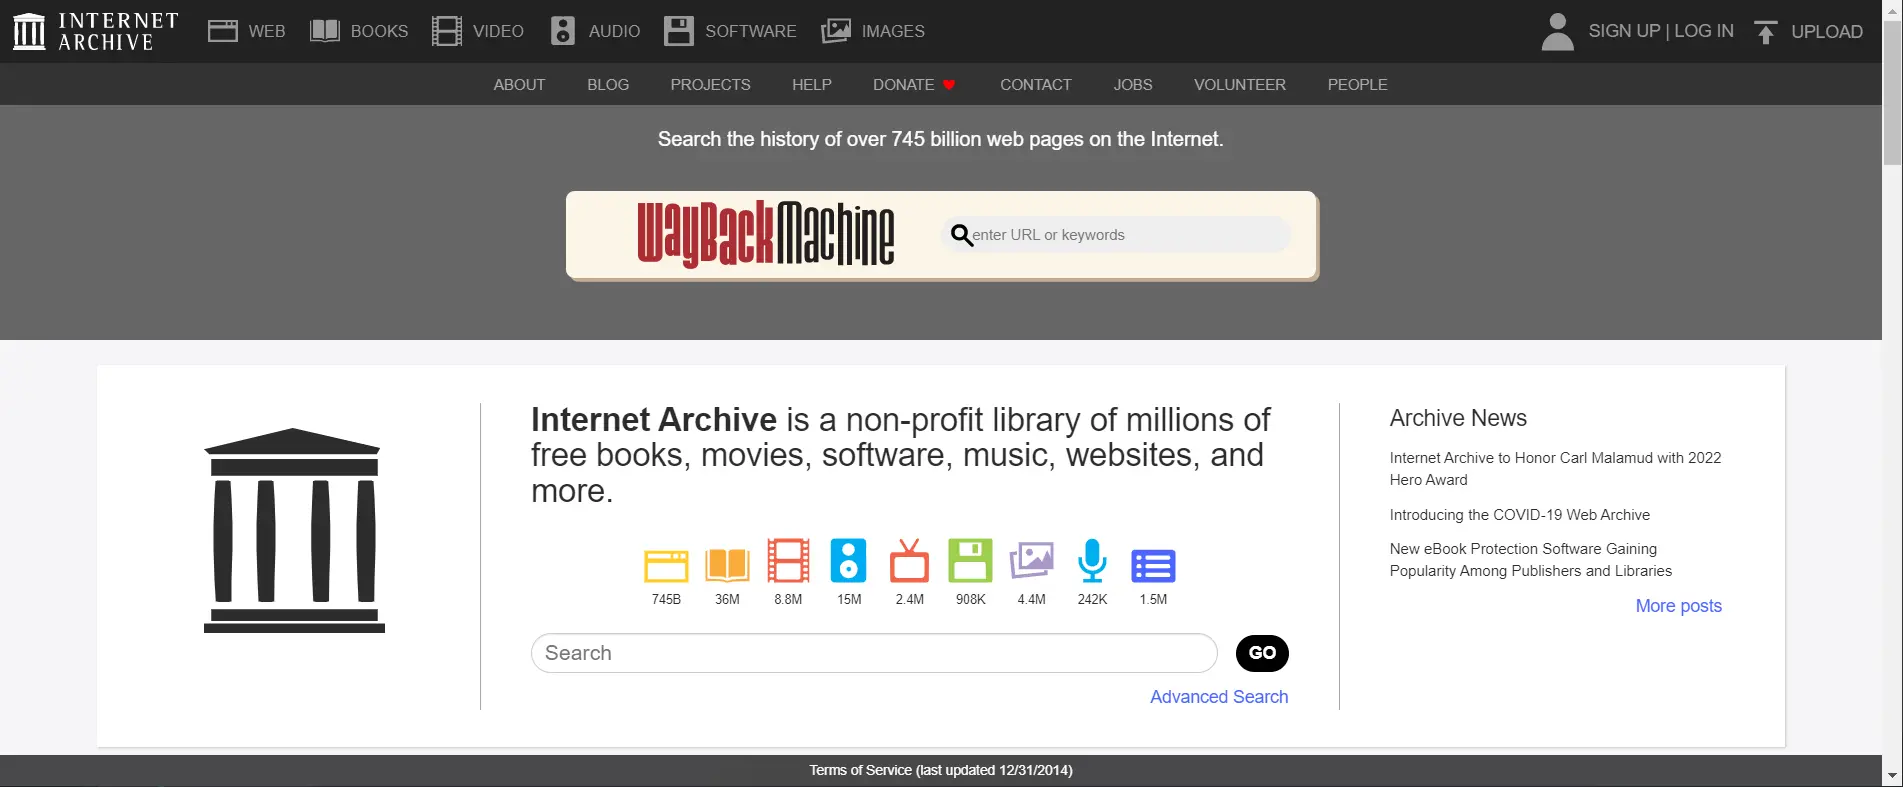 INTERNET
ARCHIVE
WEB
BOOKS
VIDEO
AUDIO
SOFTWARE
IMAGES
SIGN UP | LOG IN
UPLOAD
ABOUT
BLOG
PROJECTS
HELP
DONATE
CONTACT
JOBS
VOLUNTEER
PEOPLE
Search the history of over 745 billion web pages on the Internet.
WayBackMachine
enter URL or keywords
Internet Archive is a non-profit library of millions of
free books, movies, software, music, websites, and
more.
745B
36M
8.8M
15M
2.4M
908K
4.4M
242K
1.5M
Search
GO
Advanced Search
Archive News
Internet Archive to Honor Carl Malamud with 2022
Hero Award
Introducing the COVID-19 Web Archive
New eBook Protection Software Gaining
Popularity Among Publishers and Libraries
More posts
Terms of Service (last updated 12/31/2014)